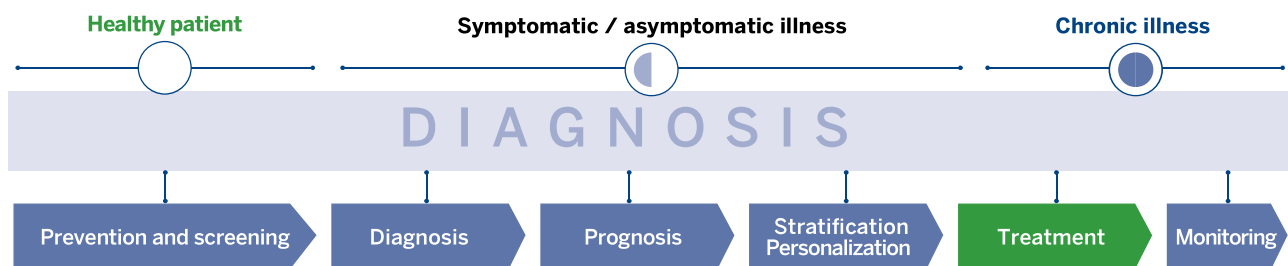 Healthy patient
Symptomatic / asymptomatic illness
Chronic illness
DIAGNOSIS
Prevention and screening
Diagnosis
Prognosis
Stratification
Personalization
Treatment
Monitoring